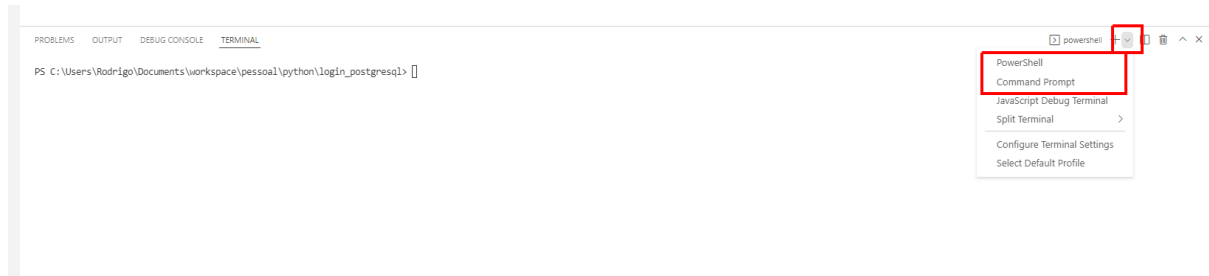 PROBLEMS OUTPUT DEBUG CONSOLE TERMINAL powershell
PS C:\Users\Rodrigo\Documents\workspace\pessoal\python\login_postgresql>
PowerShell
Command Prompt
JavaScript Debug Terminal
Split Terminal
Configure Terminal Settings
Select Default Profile